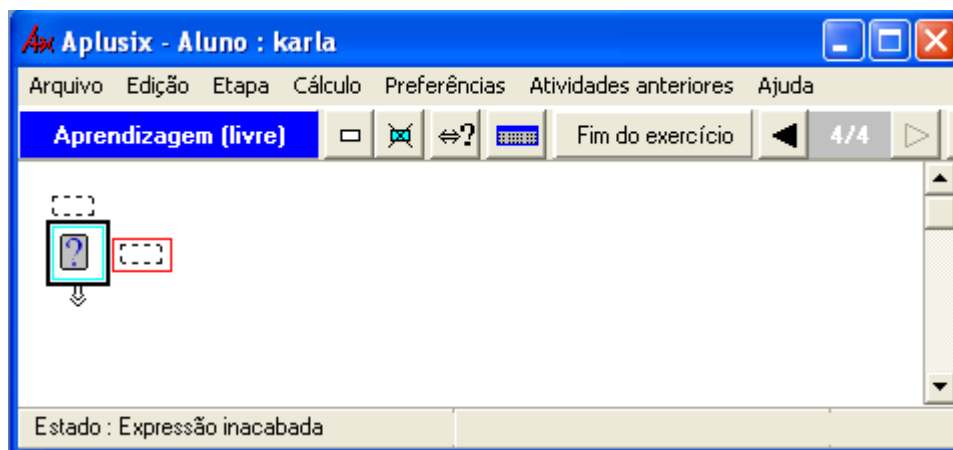 Apx Aplusix - Aluno : karla
Arquivo Edição Etapa Cálculo Preferências Atividades anteriores Ajuda
Aprendizagem (livre) ⇔? Fim do exercício 4/4
?
Estado : Expressão inacabada